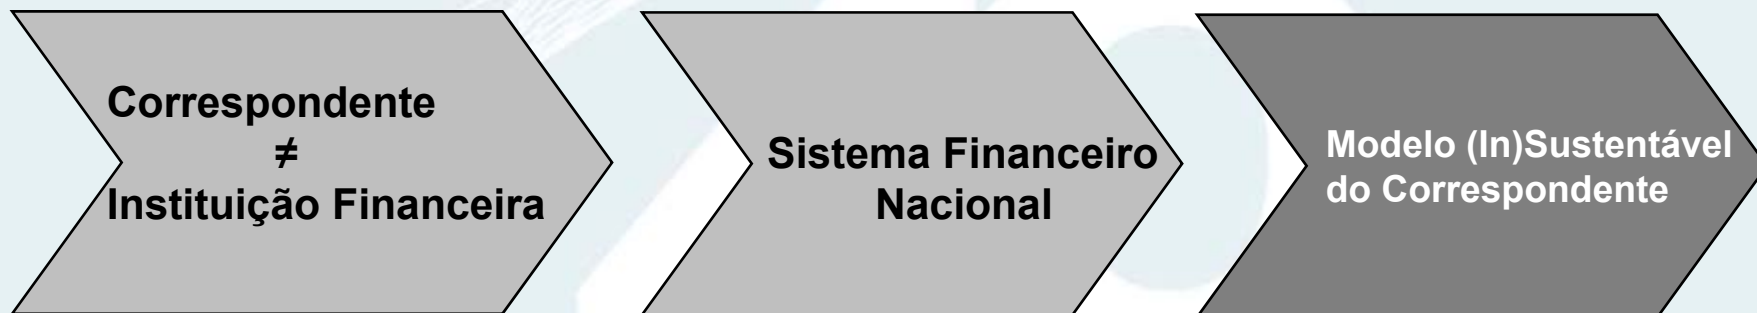 Correspondente
≠
Instituição Financeira
Sistema Financeiro
Nacional
Modelo (In)Sustentável
do Correspondente